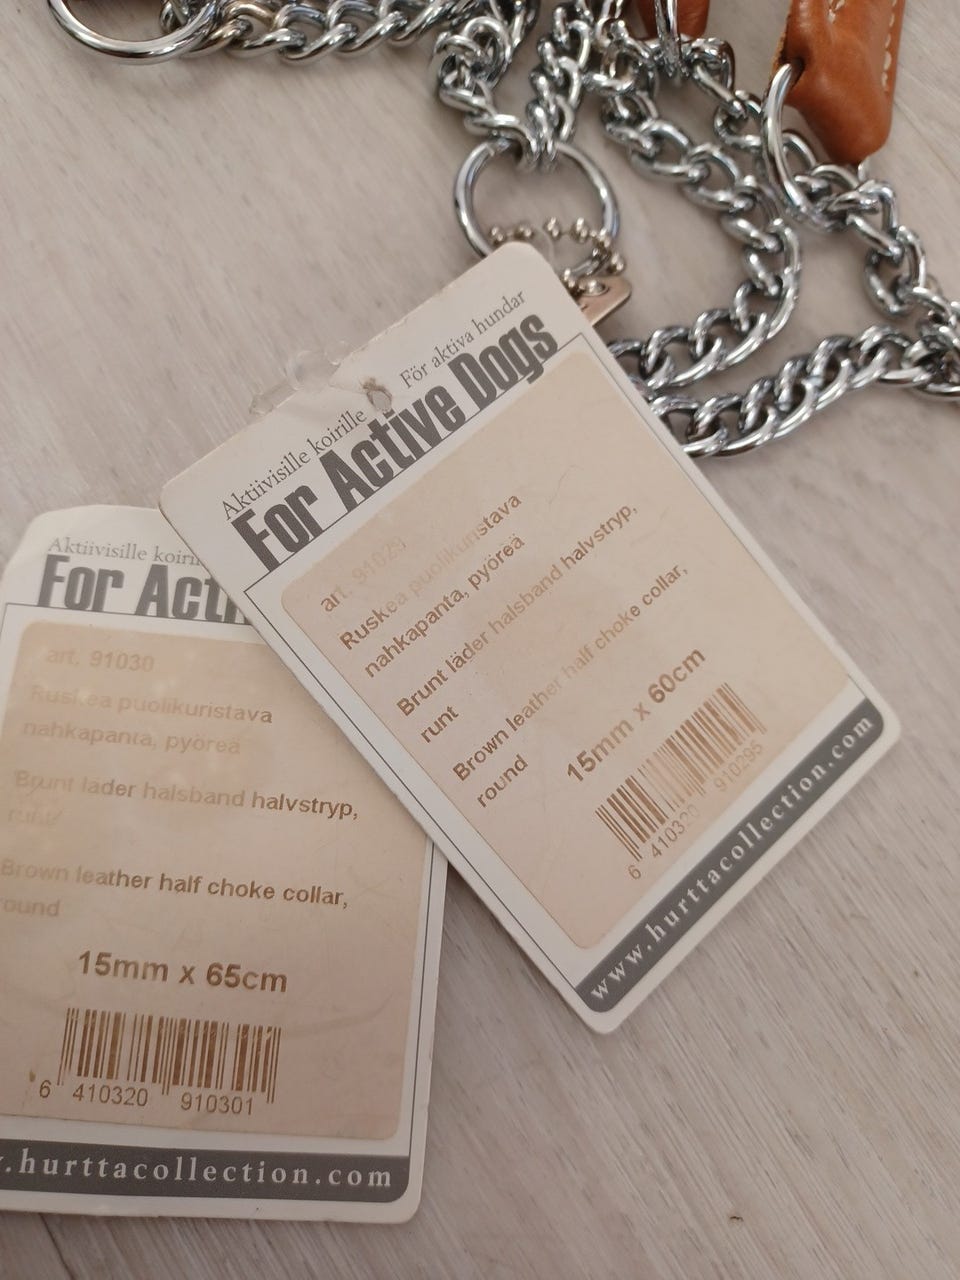 Aktiivisille koirille För aktiva hundar
For Active Dogs
art. 91029
Ruskea puolikuristava
nahkapanta, pyöreä
Brunt läder halsband halvstryp,
runt
Brown leather half choke collar,
round
15mm x 60cm
6 410320 910295
www.hurttacollection.com
Aktiivisille koiri
For Acti
art. 91030
Ruskea puolikuristava
nahkapanta, pyöreä
Brunt läder halsband halvstryp,
runt
Brown leather half choke collar,
round
15mm x 65cm
6 410320 910301
.hurttacollection.com